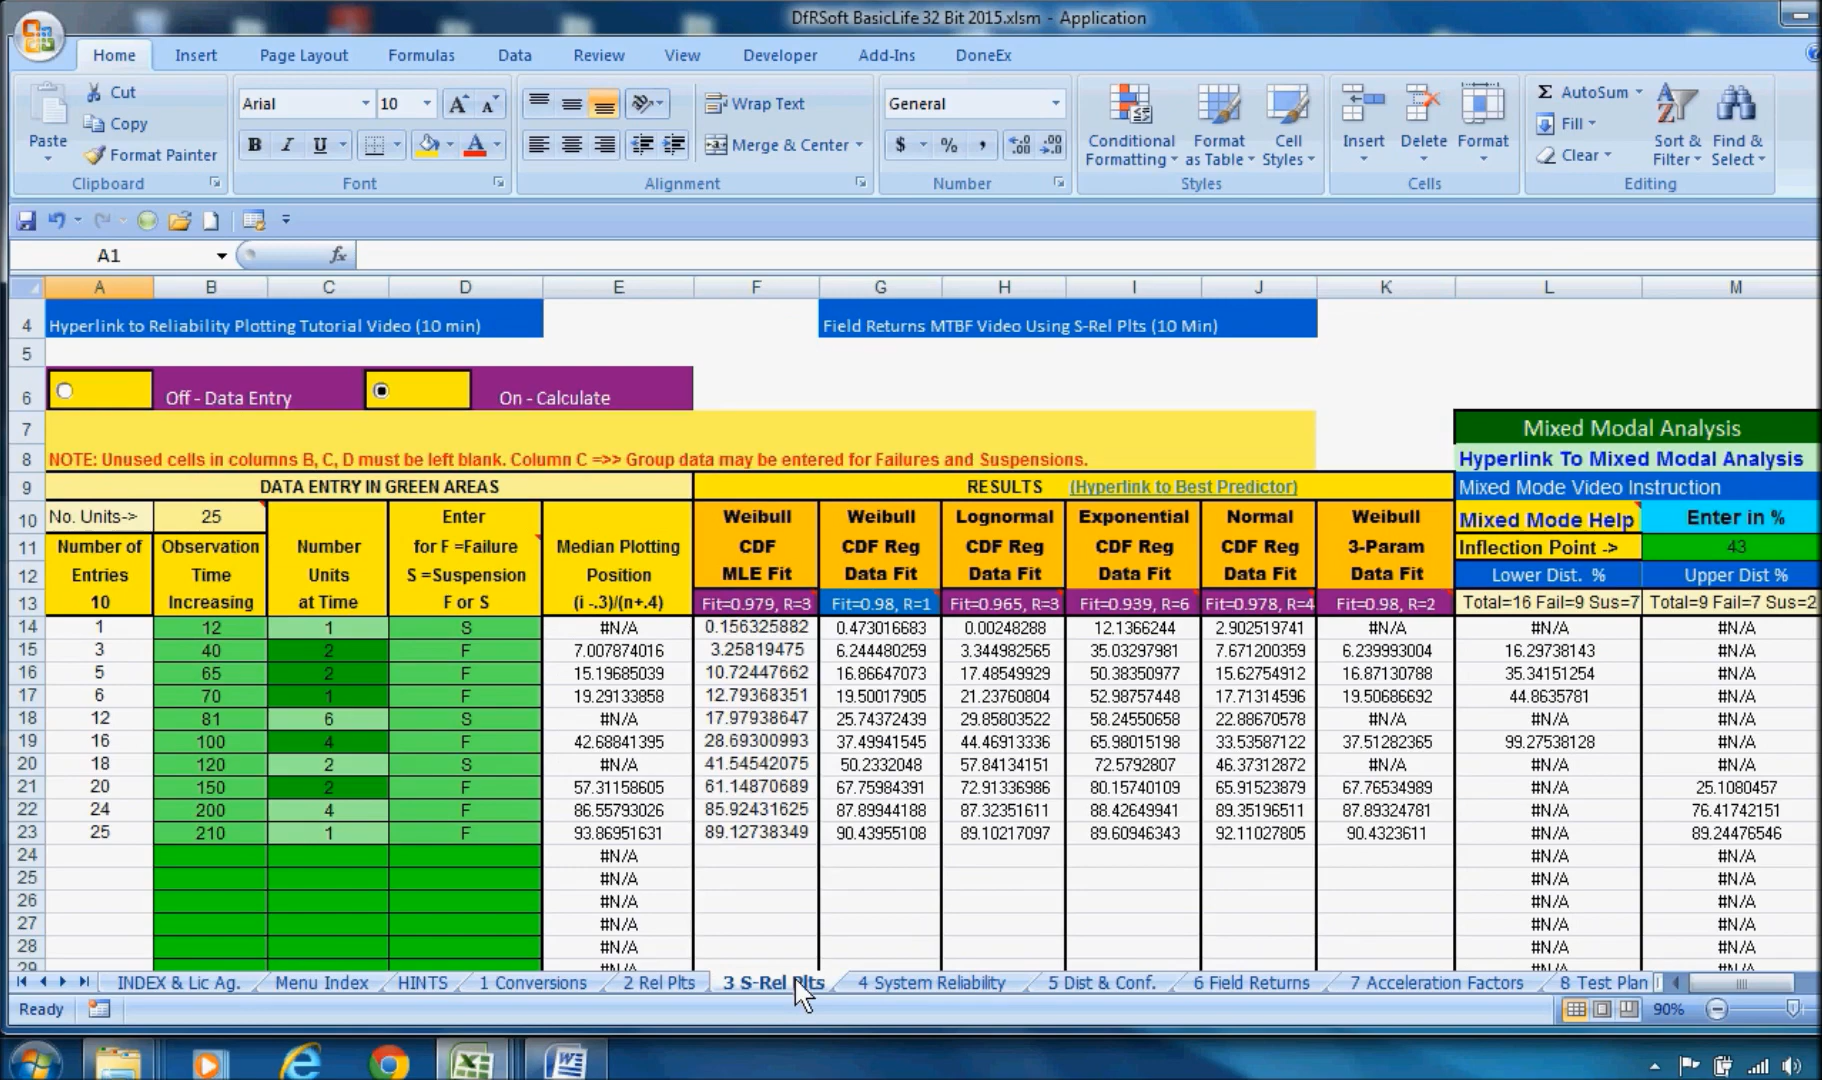 DfRSoft BasicLife 32 Bit 2015.xlsm - Application
Home Insert Page Layout Formulas Data Review View Developer Add-Ins DoneEx
Paste Cut Copy Format Painter Clipboard
Arial 10 B I U Font
Wrap Text Merge & Center Alignment
General $ % , Number
Conditional Formatting Format as Table Cell Styles Styles
Insert Delete Format Cells
Σ AutoSum Fill Clear Sort & Filter Find & Select Editing
A1 fx
A B C D E F G H I J K L M
4 Hyperlink to Reliability Plotting Tutorial Video (10 min) Field Returns MTBF Video Using S-Rel Plts (10 Min)
5
6 Off - Data Entry On - Calculate
7 Mixed Modal Analysis
8 NOTE: Unused cells in columns B, C, D must be left blank. Column C =>> Group data may be entered for Failures and Suspensions. Hyperlink To Mixed Modal Analysis
9 DATA ENTRY IN GREEN AREAS RESULTS (Hyperlink to Best Predictor) Mixed Mode Video Instruction
10 No. Units-> 25 Enter Weibull Weibull Lognormal Exponential Normal Weibull Mixed Mode Help Enter in %
11 Number of Observation Number for F =Failure Median Plotting CDF CDF Reg CDF Reg CDF Reg CDF Reg 3-Param Inflection Point -> 43
12 Entries Time Units S =Suspension Position MLE Fit Data Fit Data Fit Data Fit Data Fit Data Fit Lower Dist. % Upper Dist %
13 10 Increasing at Time F or S (i -.3)/(n+.4) Fit=0.979, R=3 Fit=0.98, R=1 Fit=0.965, R=3 Fit=0.939, R=6 Fit=0.978, R=4 Fit=0.98, R=2 Total=16 Fail=9 Sus=7 Total=9 Fail=7 Sus=2
14 1 12 1 S #N/A 0.156325882 0.473016683 0.00248288 12.1366244 2.902519741 #N/A #N/A #N/A
15 3 40 2 F 7.007874016 3.25819475 6.244480259 3.344982565 35.03297981 7.671200359 6.239993004 16.29738143 #N/A
16 5 65 2 F 15.19685039 10.72447662 16.86647073 17.48549929 50.38350977 15.62754912 16.87130788 35.34151254 #N/A
17 6 70 1 F 19.29133858 12.79368351 19.50017905 21.23760804 52.98757448 17.71314596 19.50686692 44.8635781 #N/A
18 12 81 6 S #N/A 17.97938647 25.74372439 29.85803522 58.24550658 22.88670578 #N/A #N/A #N/A
19 16 100 4 F 42.68841395 28.69300993 37.49941545 44.46913336 65.98015198 33.53587122 37.51282365 99.27538128 #N/A
20 18 120 2 S #N/A 41.54542075 50.2332048 57.84134151 72.5792807 46.37312872 #N/A #N/A #N/A
21 20 150 2 F 57.31158605 61.14870689 67.75984391 72.91336986 80.15740109 65.91523879 67.76534989 #N/A 25.1080457
22 24 200 4 F 86.55793026 85.92431625 87.89944188 87.32351611 88.42649941 89.35196511 87.89324781 #N/A 76.41742151
23 25 210 1 F 93.86951631 89.12738349 90.43955108 89.10217097 89.60946343 92.11027805 90.4323611 #N/A 89.24476546
24 #N/A #N/A #N/A
25 #N/A #N/A #N/A
26 #N/A #N/A #N/A
27 #N/A #N/A #N/A
28 #N/A #N/A #N/A
29 #N/A #N/A #N/A
INDEX & Lic Ag. Menu Index HINTS 1 Conversions 2 Rel Plts 3 S-Rel Plts 4 System Reliability 5 Dist & Conf. 6 Field Returns 7 Acceleration Factors 8 Test Plan
Ready 90%